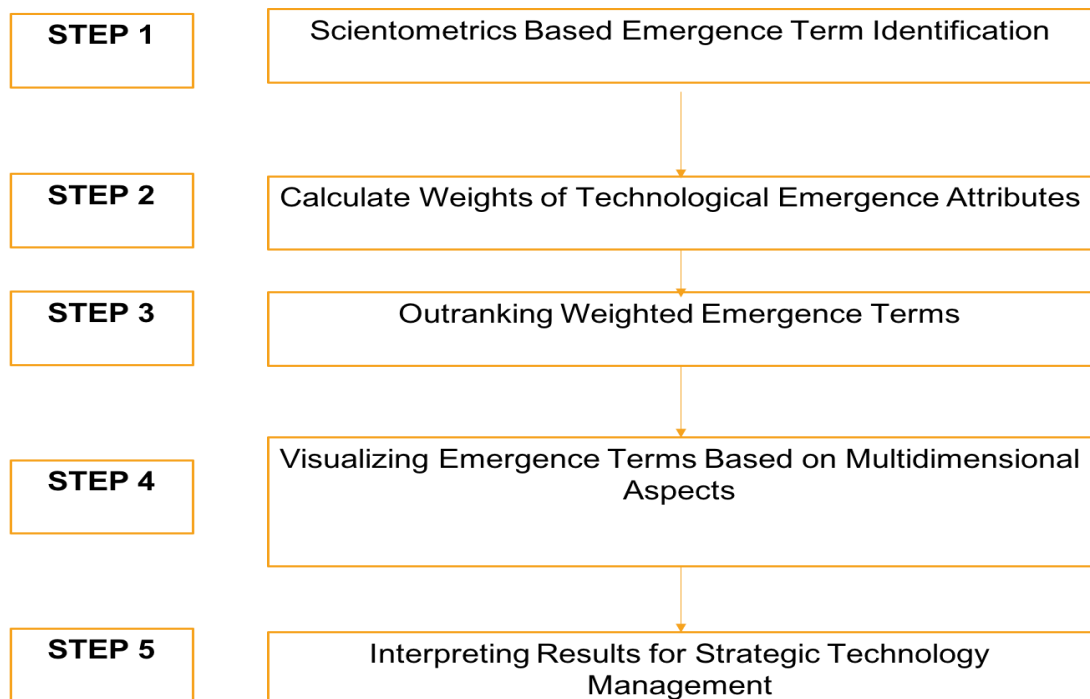 STEP 1
Scientometrics Based Emergence Term Identification
STEP 2
Calculate Weights of Technological Emergence Attributes
STEP 3
Outranking Weighted Emergence Terms
STEP 4
Visualizing Emergence Terms Based on Multidimensional
Aspects
STEP 5
Interpreting Results for Strategic Technology
Management